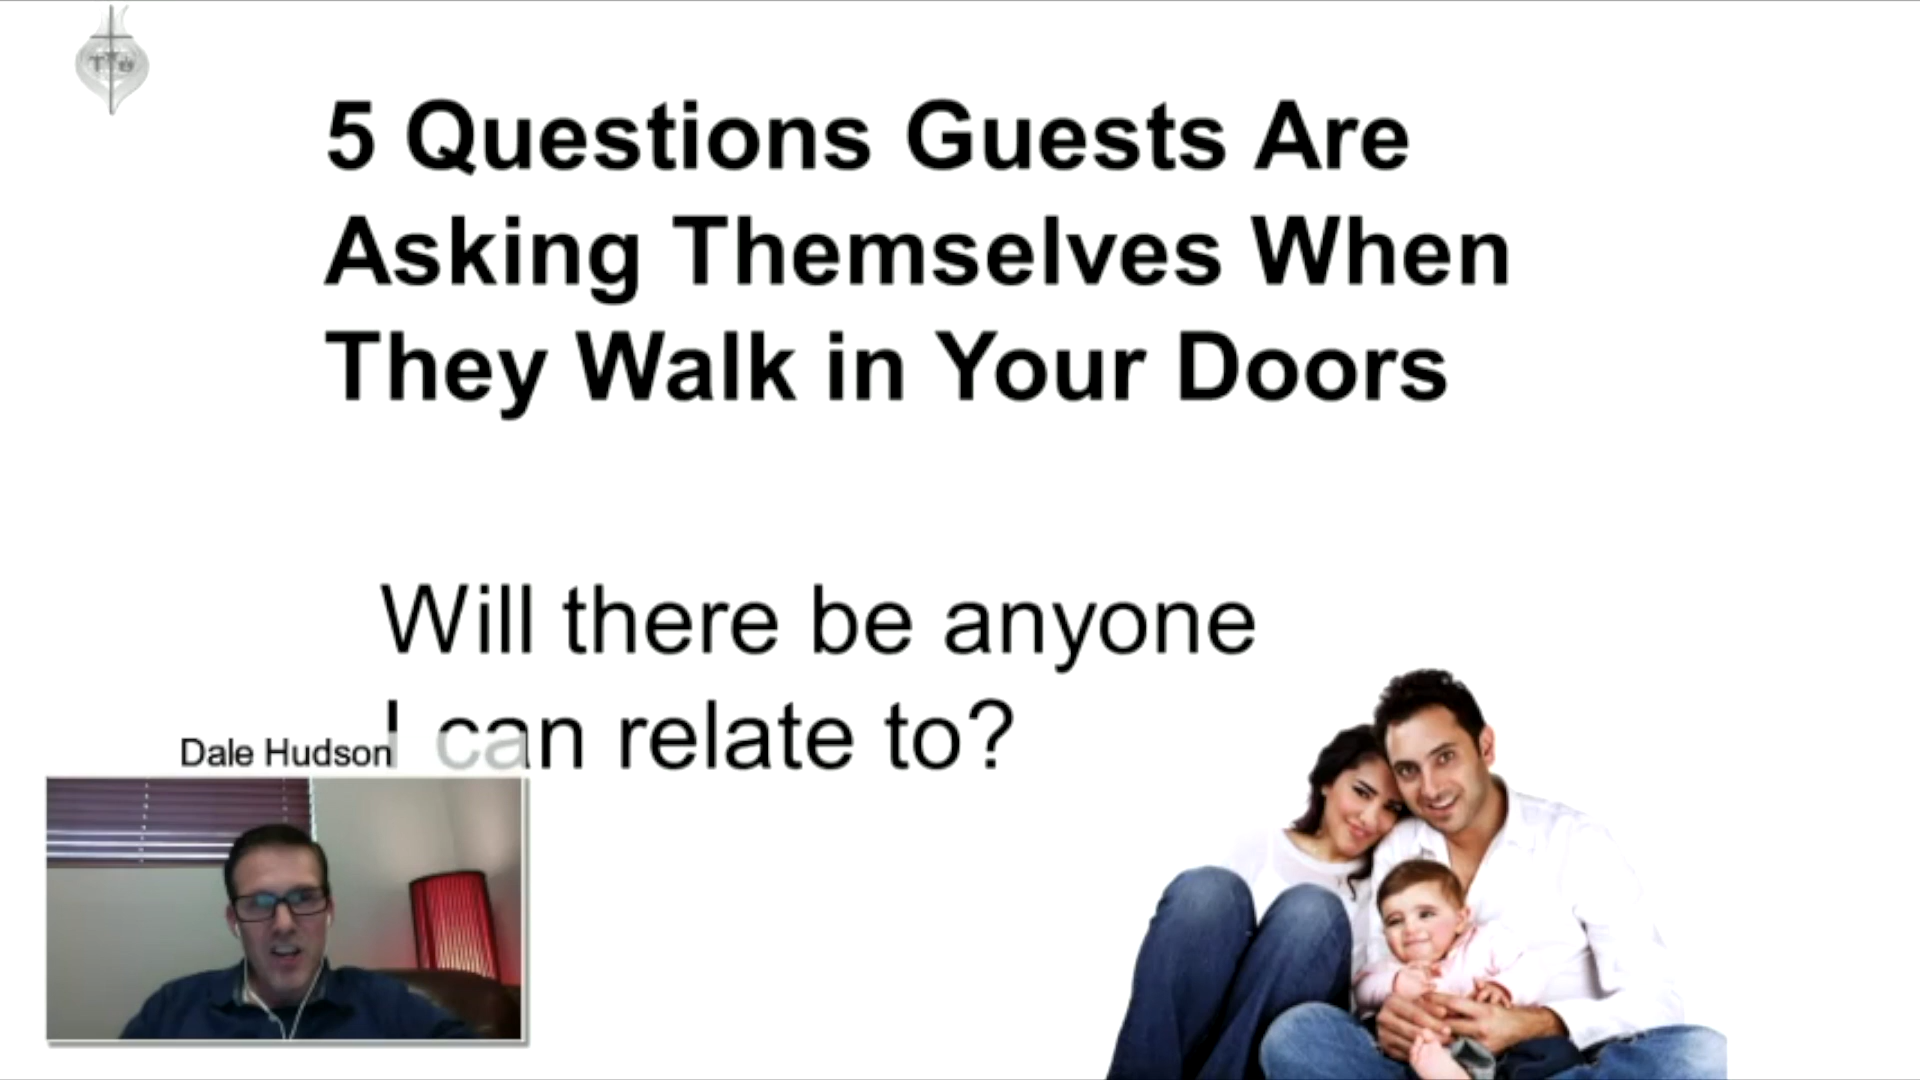 5 Questions Guests Are
Asking Themselves When
They Walk in Your Doors
Will there be anyone
I can relate to?
Dale Hudson